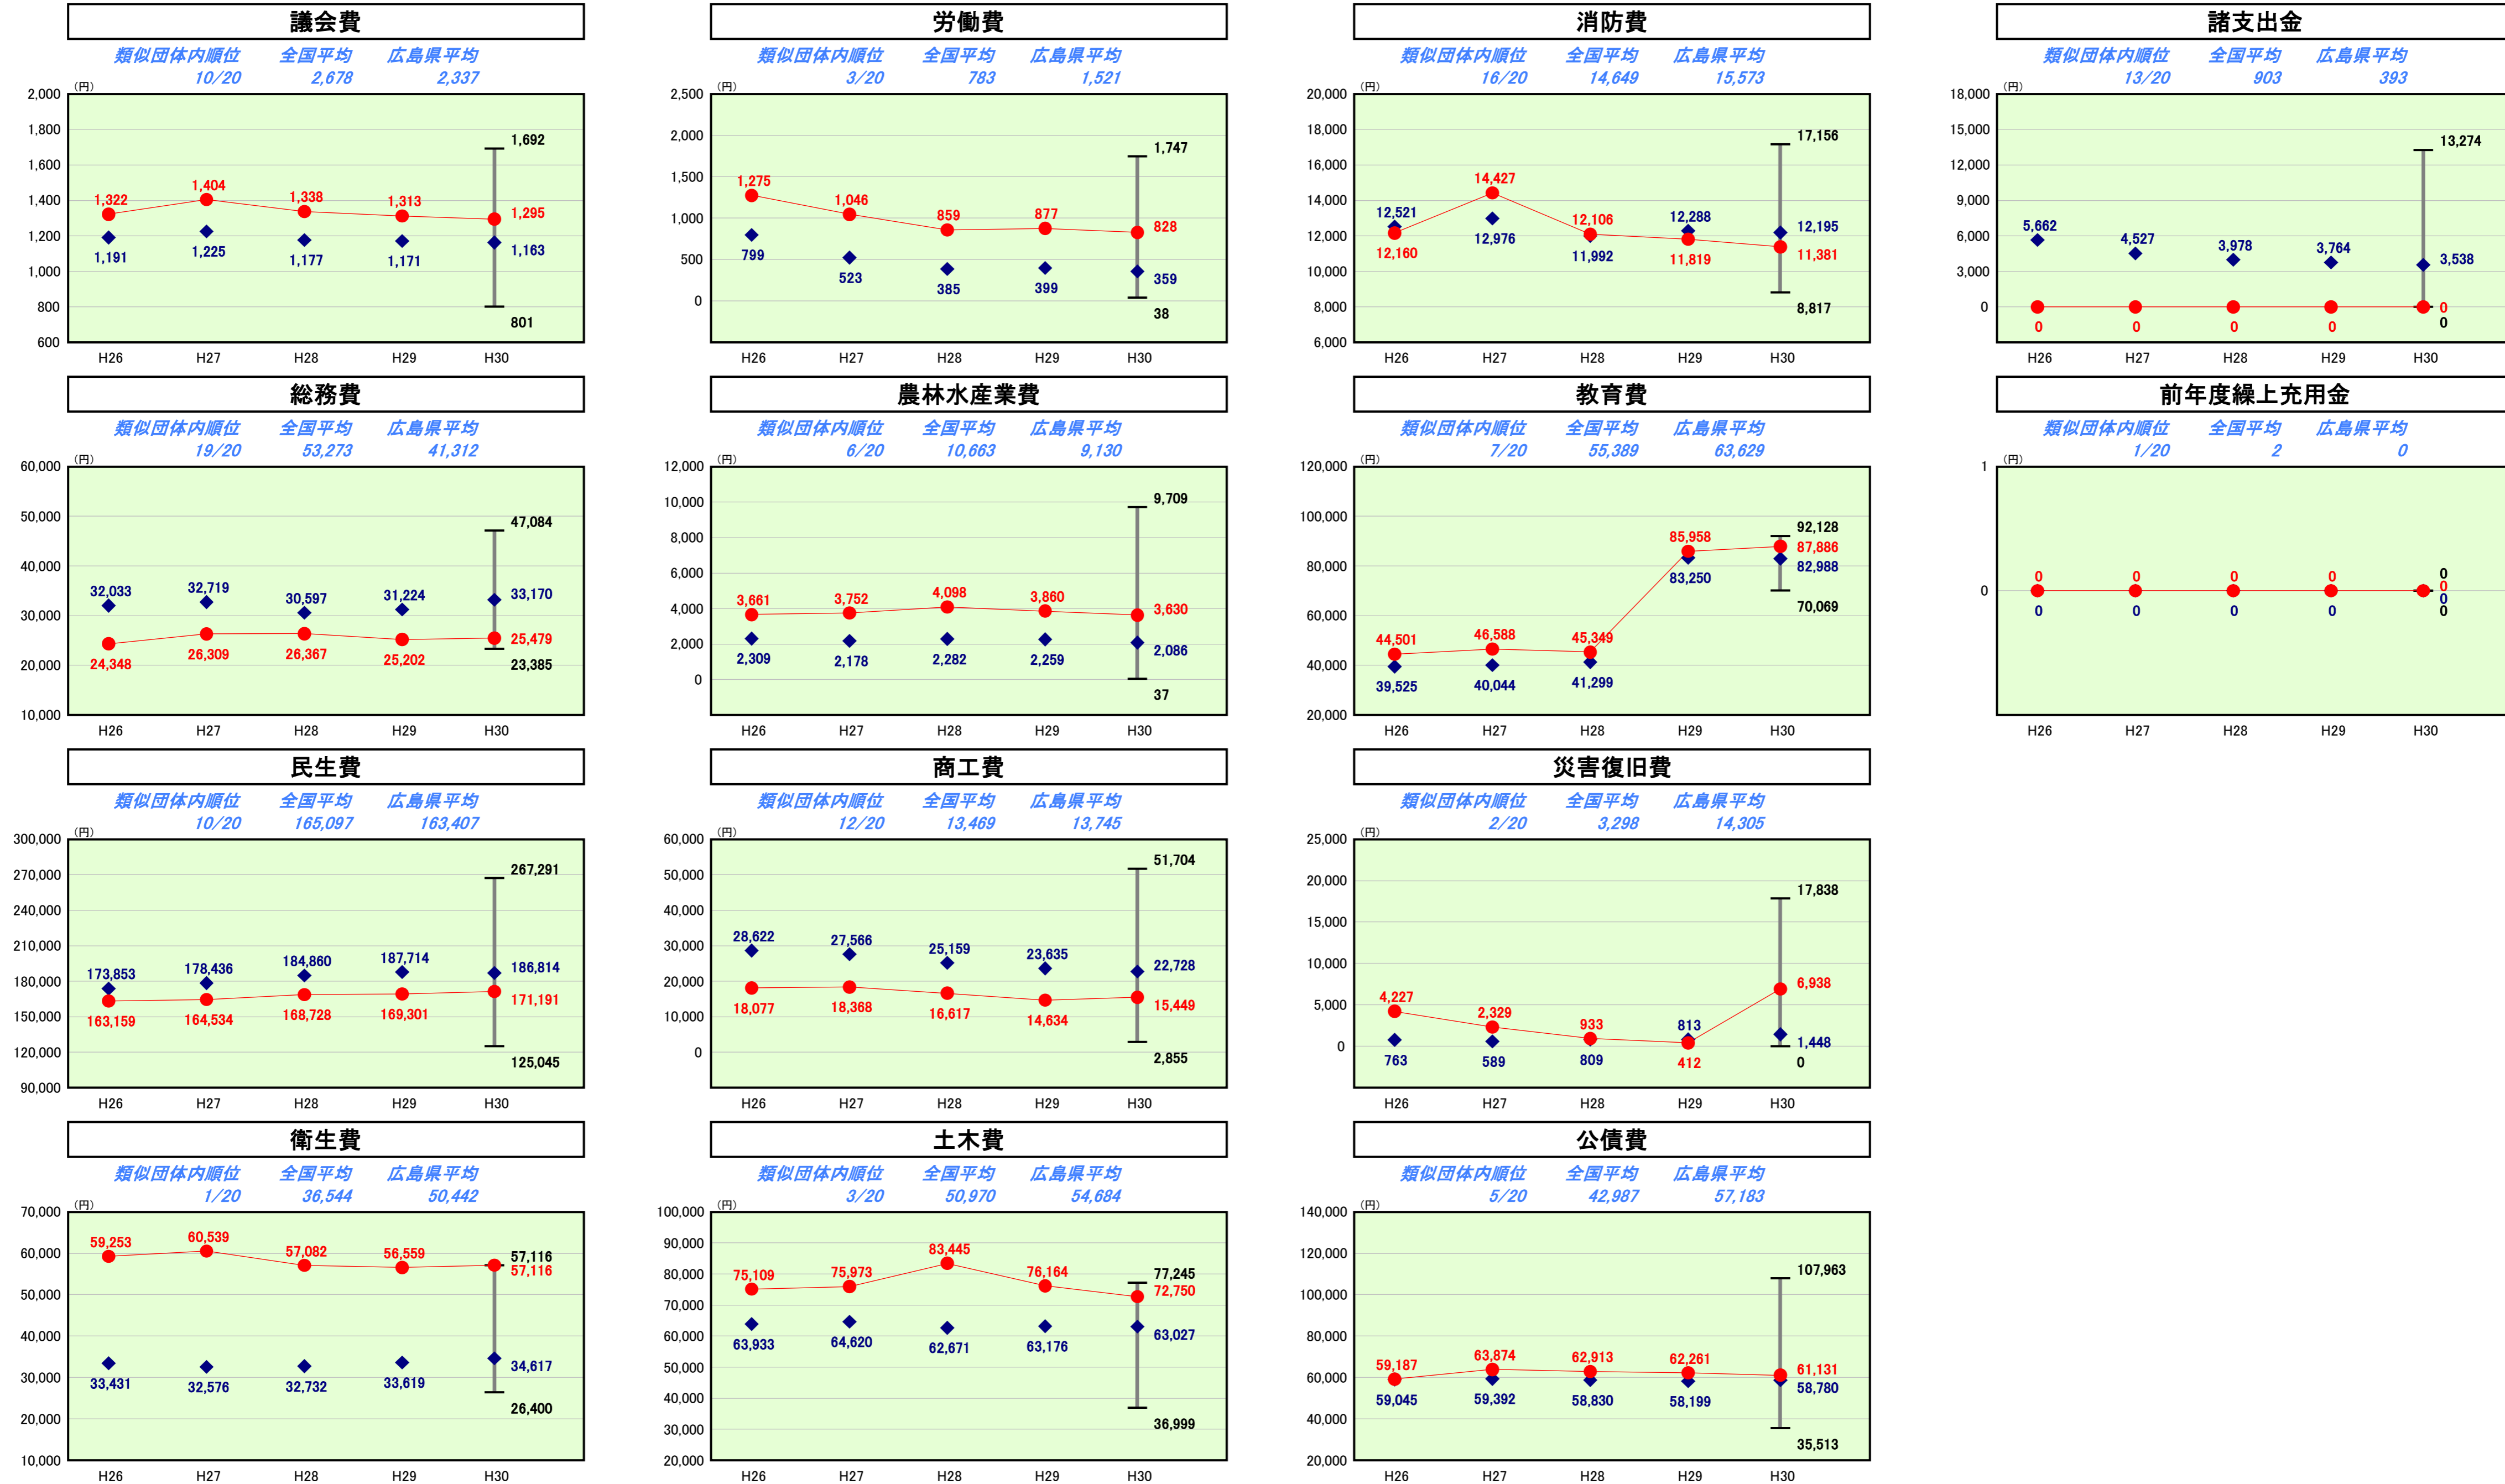 議会費
類似団体内順位 全国平均 広島県平均
10/20 2,678 2,337
(円)
2,000
1,800
1,600
1,400
1,200
1,000
800
600
1,322 1,404 1,338 1,313 1,295
1,191 1,225 1,177 1,171 1,163
1,692
801
H26 H27 H28 H29 H30
労働費
類似団体内順位 全国平均 広島県平均
3/20 783 1,521
(円)
2,500
2,000
1,500
1,000
500
0
1,275 1,046 859 877 828
799 523 385 399 359
1,747
38
H26 H27 H28 H29 H30
消防費
類似団体内順位 全国平均 広島県平均
16/20 14,649 15,573
(円)
20,000
18,000
16,000
14,000
12,000
10,000
8,000
6,000
12,521 12,976 11,992 12,288 12,195
12,160 14,427 12,106 11,819 11,381
17,156
8,817
H26 H27 H28 H29 H30
諸支出金
類似団体内順位 全国平均 広島県平均
13/20 903 393
(円)
18,000
15,000
12,000
9,000
6,000
3,000
0
5,662 4,527 3,978 3,764 3,538
0 0 0 0 0
13,274
0
H26 H27 H28 H29 H30
総務費
類似団体内順位 全国平均 広島県平均
19/20 53,273 41,312
(円)
60,000
50,000
40,000
30,000
20,000
10,000
32,033 32,719 30,597 31,224 33,170
24,348 26,309 26,367 25,202 25,479
47,084
23,385
H26 H27 H28 H29 H30
農林水産業費
類似団体内順位 全国平均 広島県平均
6/20 10,663 9,130
(円)
12,000
10,000
8,000
6,000
4,000
2,000
0
3,661 3,752 4,098 3,860 3,630
2,309 2,178 2,282 2,259 2,086
9,709
37
H26 H27 H28 H29 H30
教育費
類似団体内順位 全国平均 広島県平均
7/20 55,389 63,629
(円)
120,000
100,000
80,000
60,000
40,000
20,000
44,501 46,588 45,349 85,958 87,886
39,525 40,044 41,299 83,250 82,988
92,128
70,069
H26 H27 H28 H29 H30
前年度繰上充用金
類似団体内順位 全国平均 広島県平均
1/20 2 0
(円)
1
0
0 0 0 0 0
0 0 0 0 0
0
0
H26 H27 H28 H29 H30
民生費
類似団体内順位 全国平均 広島県平均
10/20 165,097 163,407
(円)
300,000
270,000
240,000
210,000
180,000
150,000
120,000
90,000
173,853 178,436 184,860 187,714 186,814
163,159 164,534 168,728 169,301 171,191
267,291
125,045
H26 H27 H28 H29 H30
商工費
類似団体内順位 全国平均 広島県平均
12/20 13,469 13,745
(円)
60,000
50,000
40,000
30,000
20,000
10,000
0
28,622 27,566 25,159 23,635 22,728
18,077 18,368 16,617 14,634 15,449
51,704
2,855
H26 H27 H28 H29 H30
災害復旧費
類似団体内順位 全国平均 広島県平均
2/20 3,298 14,305
(円)
25,000
20,000
15,000
10,000
5,000
0
4,227 2,329 933 412 6,938
763 589 809 813 1,448
17,838
0
H26 H27 H28 H29 H30
衛生費
類似団体内順位 全国平均 広島県平均
1/20 36,544 50,442
(円)
70,000
60,000
50,000
40,000
30,000
20,000
10,000
59,253 60,539 57,082 56,559 57,116
33,431 32,576 32,732 33,619 34,617
57,116
26,400
H26 H27 H28 H29 H30
土木費
類似団体内順位 全国平均 広島県平均
3/20 50,970 54,684
(円)
100,000
90,000
80,000
70,000
60,000
50,000
40,000
30,000
20,000
75,109 75,973 83,445 76,164 72,750
63,933 64,620 62,671 63,176 63,027
77,245
36,999
H26 H27 H28 H29 H30
公債費
類似団体内順位 全国平均 広島県平均
5/20 42,987 57,183
(円)
140,000
120,000
100,000
80,000
60,000
40,000
20,000
59,187 63,874 62,913 62,261 61,131
59,045 59,392 58,830 58,199 58,780
107,963
35,513
H26 H27 H28 H29 H30